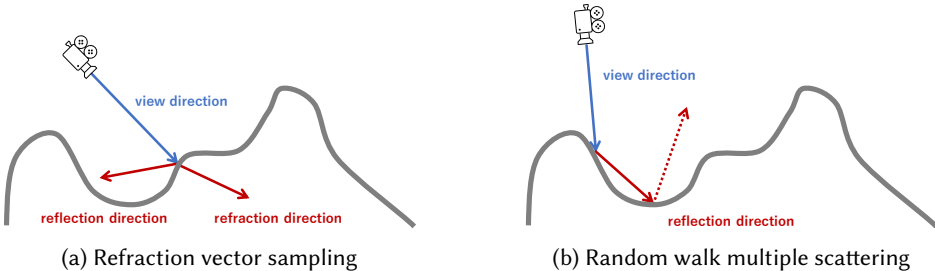 view direction
reflection direction
refraction direction
(a) Refraction vector sampling
view direction
reflection direction
(b) Random walk multiple scattering